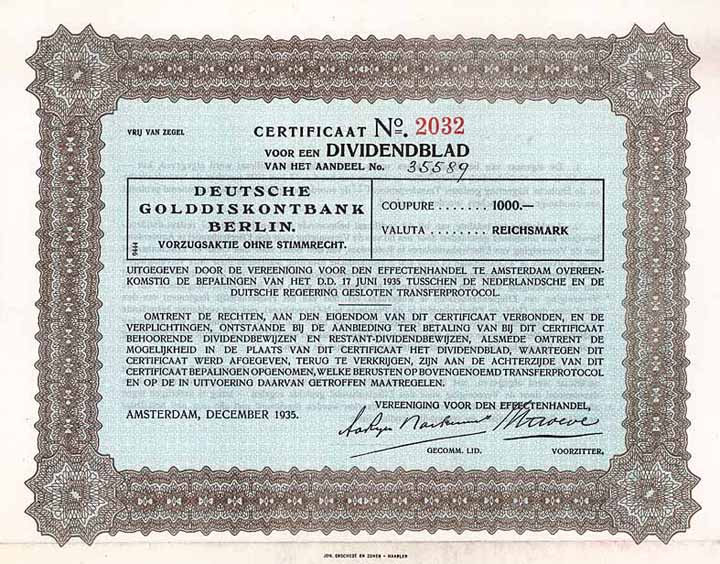 VRIJ VAN ZEGEL
CERTIFICAAT No. 2032
VOOR EEN DIVIDENDBLAD
VAN HET AANDEEL No. 35589
DEUTSCHE
GOLDDISKONTBANK
BERLIN.
VORZUGSAKTIE OHNE STIMMRECHT.
9444
COUPURE ....... 1000.—
VALUTA ........ REICHSMARK
UITGEGEVEN DOOR DE VEREENIGING VOOR DEN EFFECTENHANDEL TE AMSTERDAM OVEREEN-
KOMSTIG DE BEPALINGEN VAN HET D.D. 17 JUNI 1935 TUSSCHEN DE NEDERLANDSCHE EN DE
DUITSCHE REGEERING GESLOTEN TRANSFERPROTOCOL.
OMTRENT DE RECHTEN, AAN DEN EIGENDOM VAN DIT CERTIFICAAT VERBONDEN, EN DE
VERPLICHTINGEN, ONTSTAANDE BIJ DE AANBIEDING TER BETALING VAN BIJ DIT CERTIFICAAT
BEHOORENDE DIVIDENDBEWIJZEN EN RESTANT-DIVIDENDBEWIJZEN, ALSMEDE OMTRENT DE
MOGELIJKHEID IN DE PLAATS VAN DIT CERTIFICAAT HET DIVIDENDBLAD, WAARTEGEN DIT
CERTIFICAAT WERD AFGEGEVEN, TERUG TE VERKRIJGEN, ZIJN AAN DE ACHTERZIJDE VAN DIT
CERTIFICAAT BEPALINGEN OPGENOMEN, WELKE BERUSTEN OP BOVENGENOEMD TRANSFERPROTOCOL
EN OP DE IN UITVOERING DAARVAN GETROFFEN MAATREGELEN.
VEREENIGING VOOR DEN EFFECTENHANDEL,
AMSTERDAM, DECEMBER 1935.
GECOMM. LID. VOORZITTER,
JOH. ENSCHEDÉ EN ZONEN - HAARLEM